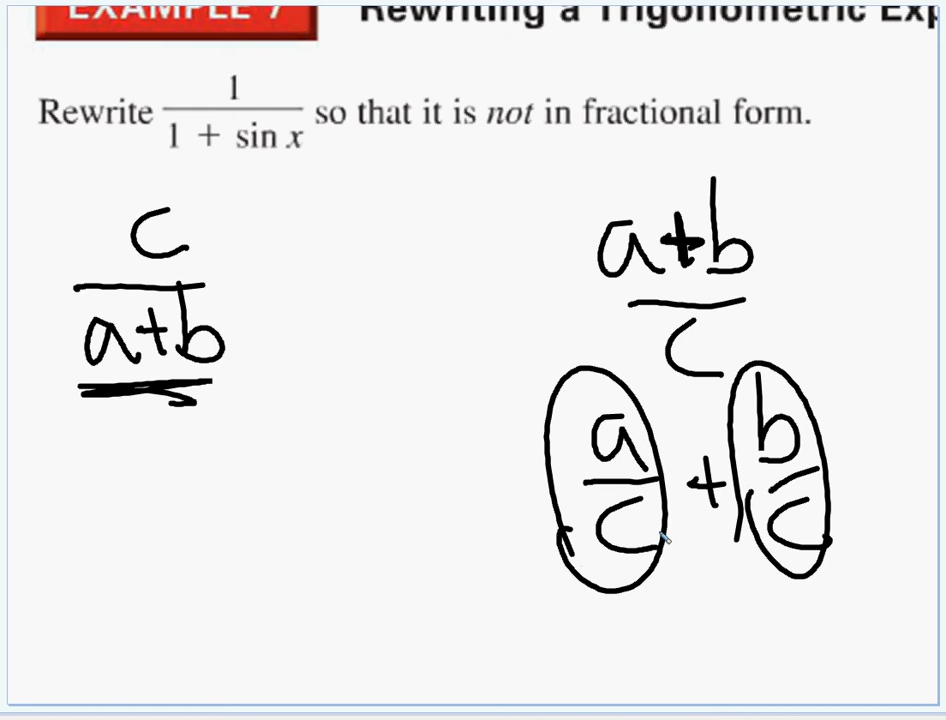 EXAMPLE 7 Rewriting a Trigonometric Exp
Rewrite 1 / (1 + sin x) so that it is not in fractional form.
c
a+b
a+b
c
a/c + b/c